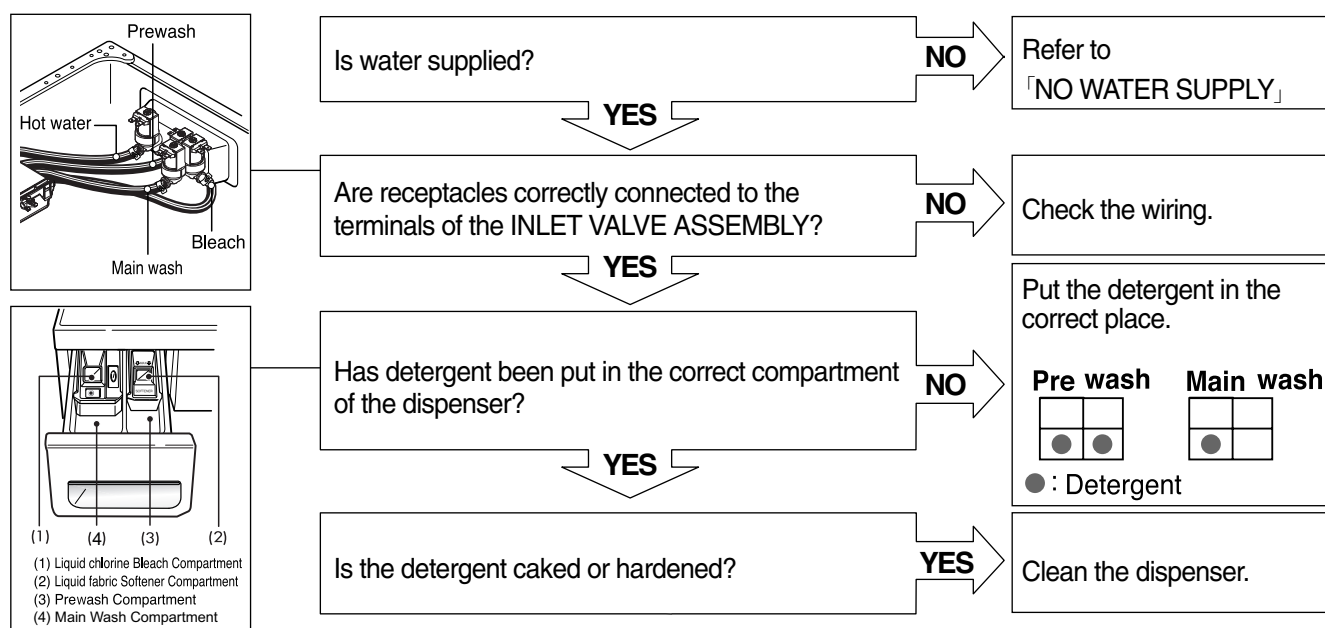 Prewash
Hot water
Bleach
Main wash
Is water supplied?
NO
Refer to
「NO WATER SUPPLY」
YES
Are receptacles correctly connected to the
terminals of the INLET VALVE ASSEMBLY?
NO
Check the wiring.
YES
Has detergent been put in the correct compartment
of the dispenser?
NO
Put the detergent in the
correct place.
Pre wash Main wash
: Detergent
YES
(1) (4) (3) (2)
(1) Liquid chlorine Bleach Compartment
(2) Liquid fabric Softener Compartment
(3) Prewash Compartment
(4) Main Wash Compartment
Is the detergent caked or hardened?
YES
Clean the dispenser.